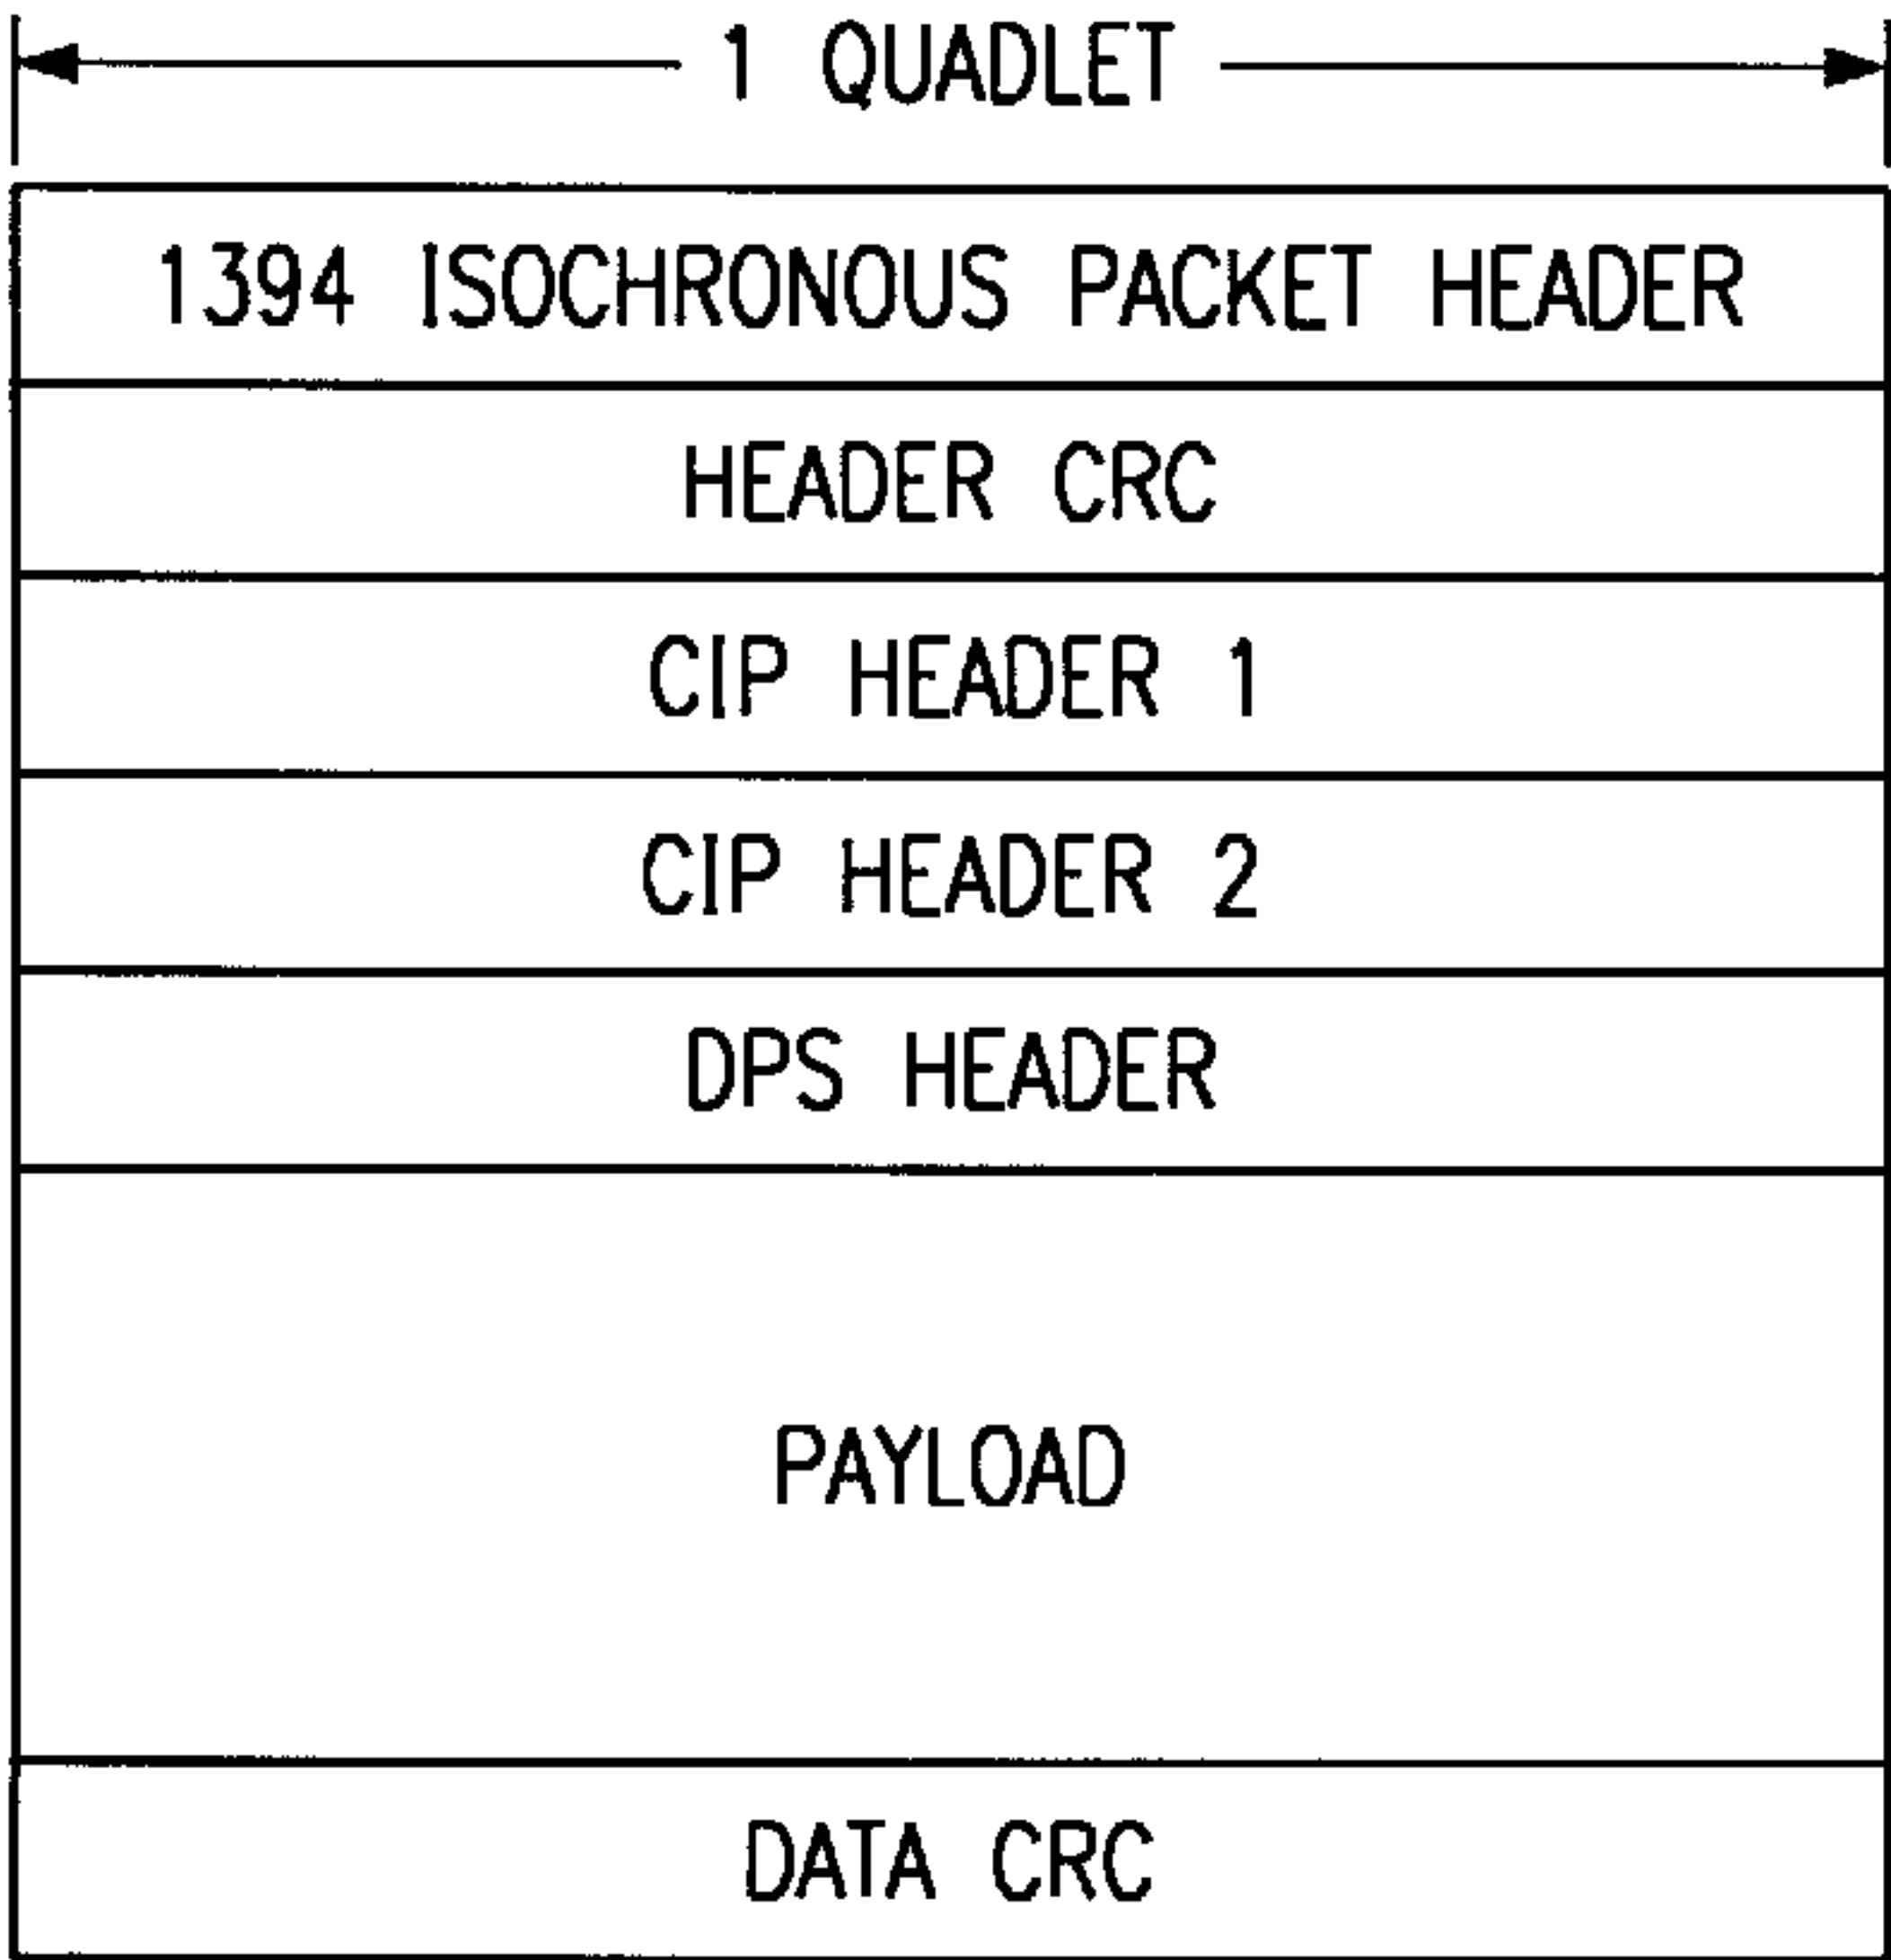 1 QUADLET
1394 ISOCHRONOUS PACKET HEADER
HEADER CRC
CIP HEADER 1
CIP HEADER 2
DPS HEADER
PAYLOAD
DATA CRC